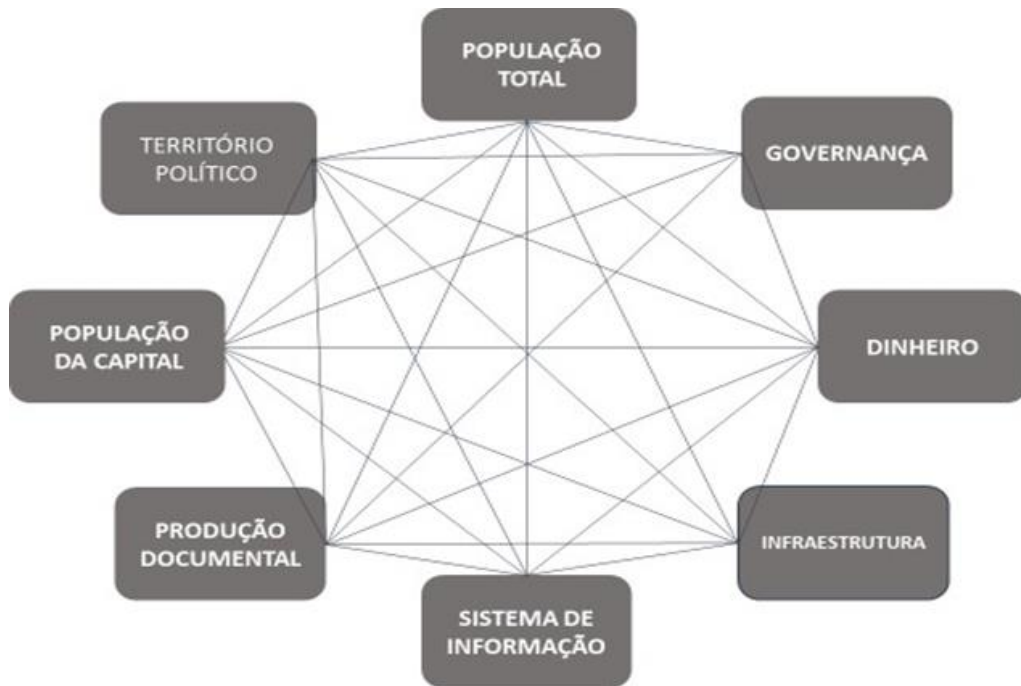 POPULAÇÃO
TOTAL
TERRITÓRIO
POLÍTICO
GOVERNANÇA
POPULAÇÃO
DA CAPITAL
DINHEIRO
PRODUÇÃO
DOCUMENTAL
INFRAESTRUTURA
SISTEMA DE
INFORMAÇÃO